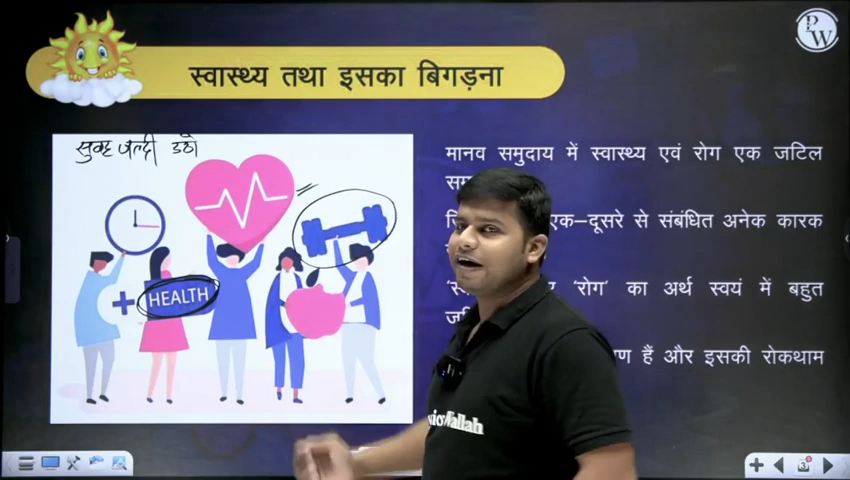 PW
स्वास्थ्य तथा इसका बिगड़ना
सुबह जल्दी उठो
HEALTH
मानव समुदाय में स्वास्थ्य एवं रोग एक जटिल
एक–दूसरे से संबंधित अनेक कारक
'रोग' का अर्थ स्वयं में बहुत
हैं और इसकी रोकथाम